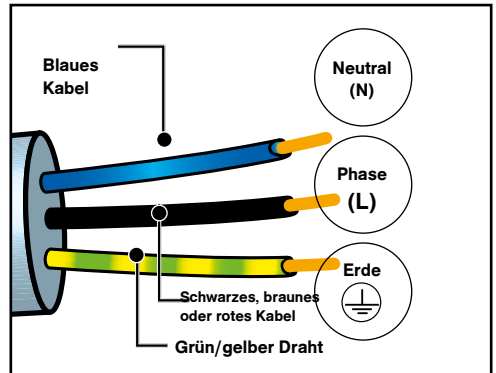 Blaues
Kabel
Neutral
(N)
Phase
(L)
Erde
Schwarzes, braunes
oder rotes Kabel
Grün/gelber Draht